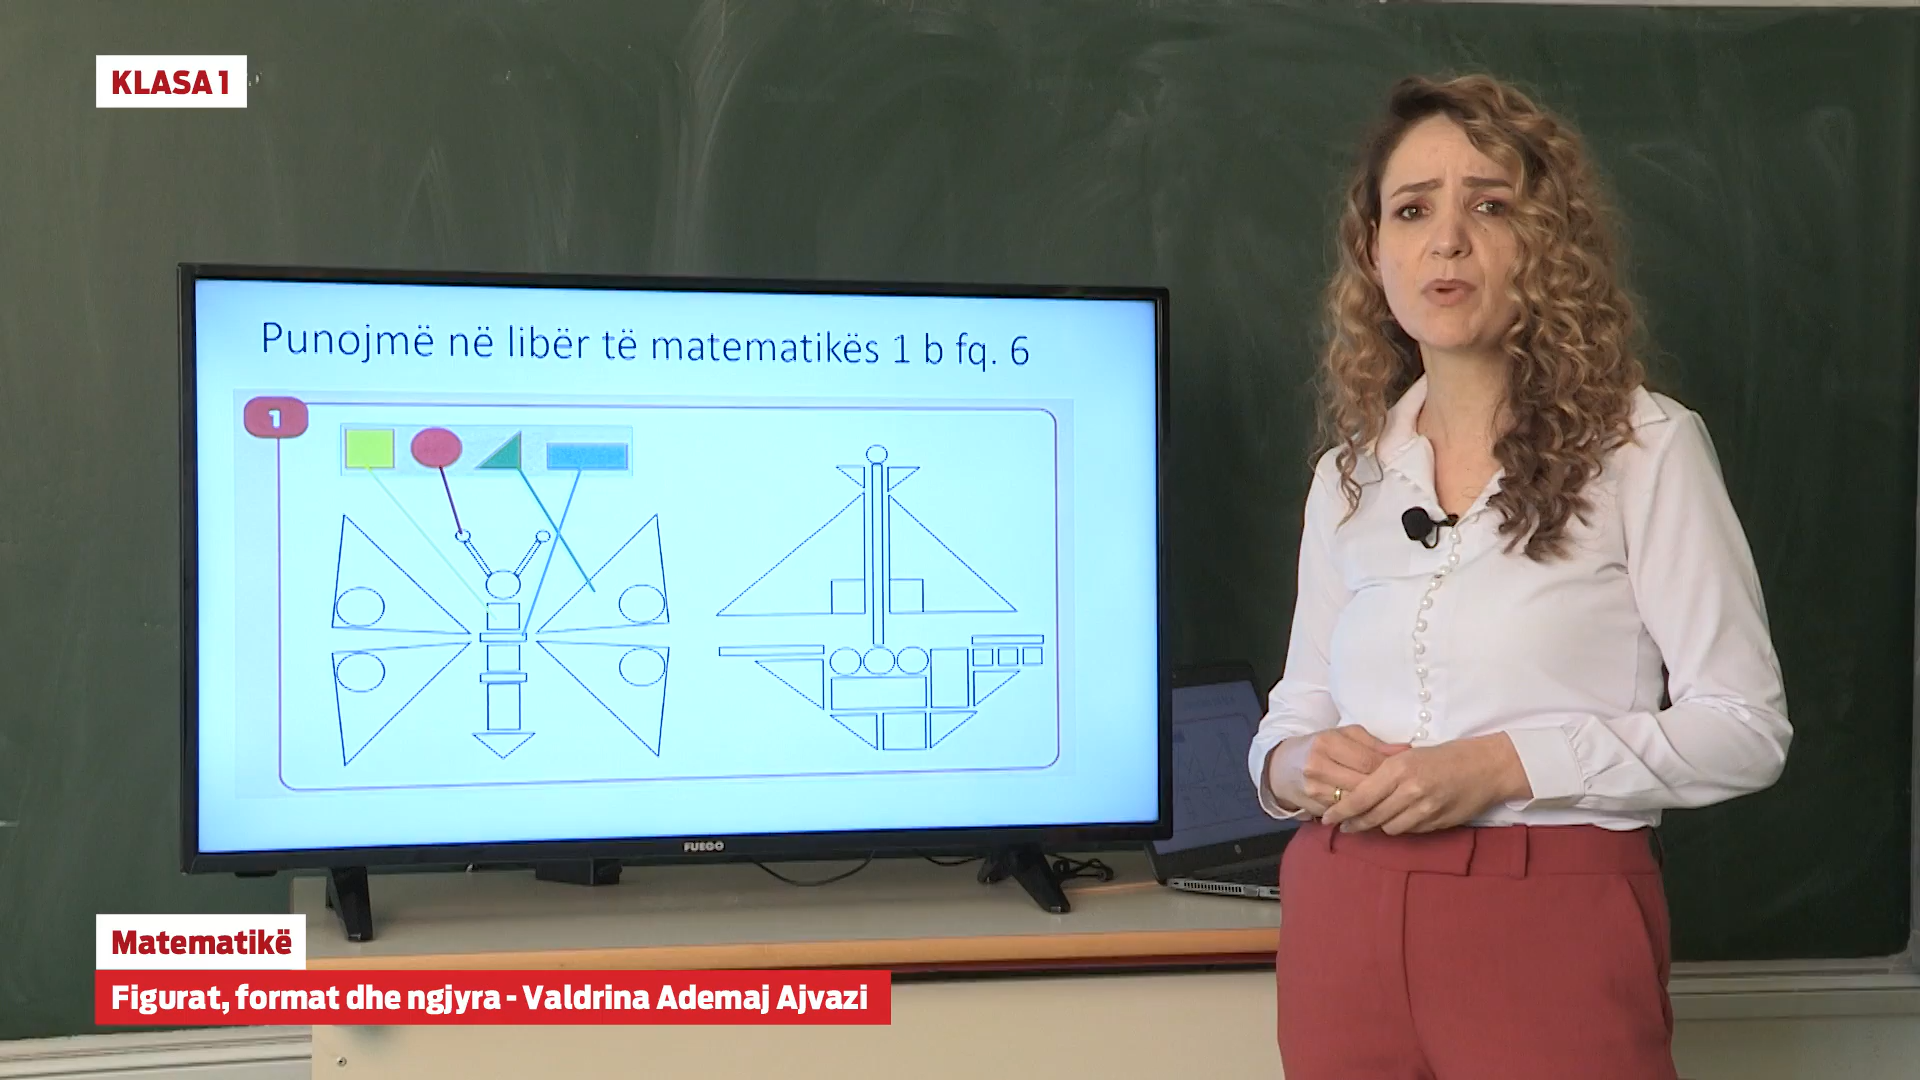 KLASA 1
Punojmë në libër të matematikës 1 b fq. 6
1
FUEGO
Matematikë
Figurat, format dhe ngjyra - Valdrina Ademaj Ajvazi